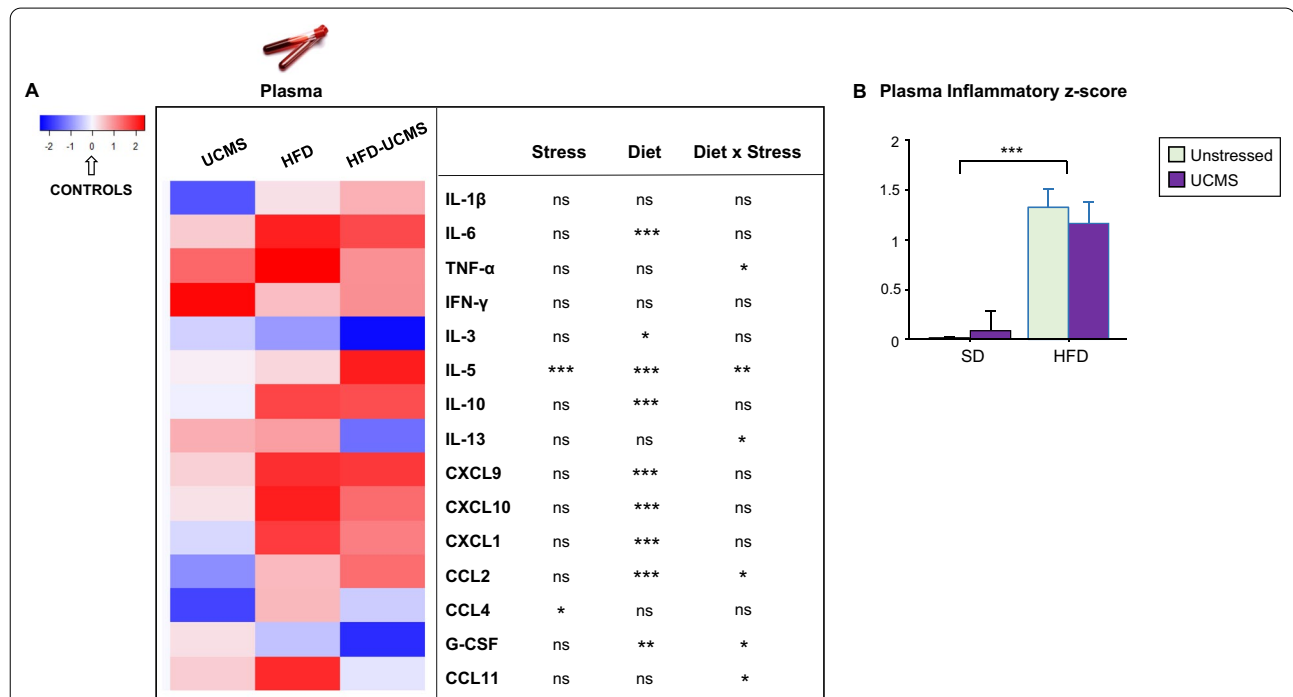 A
Plasma
-2 -1 0 1 2
CONTROLS
UCMS HFD HFD-UCMS
Stress Diet Diet x Stress
IL-1β ns ns ns
IL-6 ns *** ns
TNF-α ns ns *
IFN-γ ns ns ns
IL-3 ns * ns
IL-5 *** *** **
IL-10 ns *** ns
IL-13 ns ns *
CXCL9 ns *** ns
CXCL10 ns *** ns
CXCL1 ns *** ns
CCL2 ns *** *
CCL4 * ns ns
G-CSF ns ** *
CCL11 ns ns *
B Plasma Inflammatory z-score
2
1.5
1
0.5
0
***
SD HFD
Unstressed
UCMS